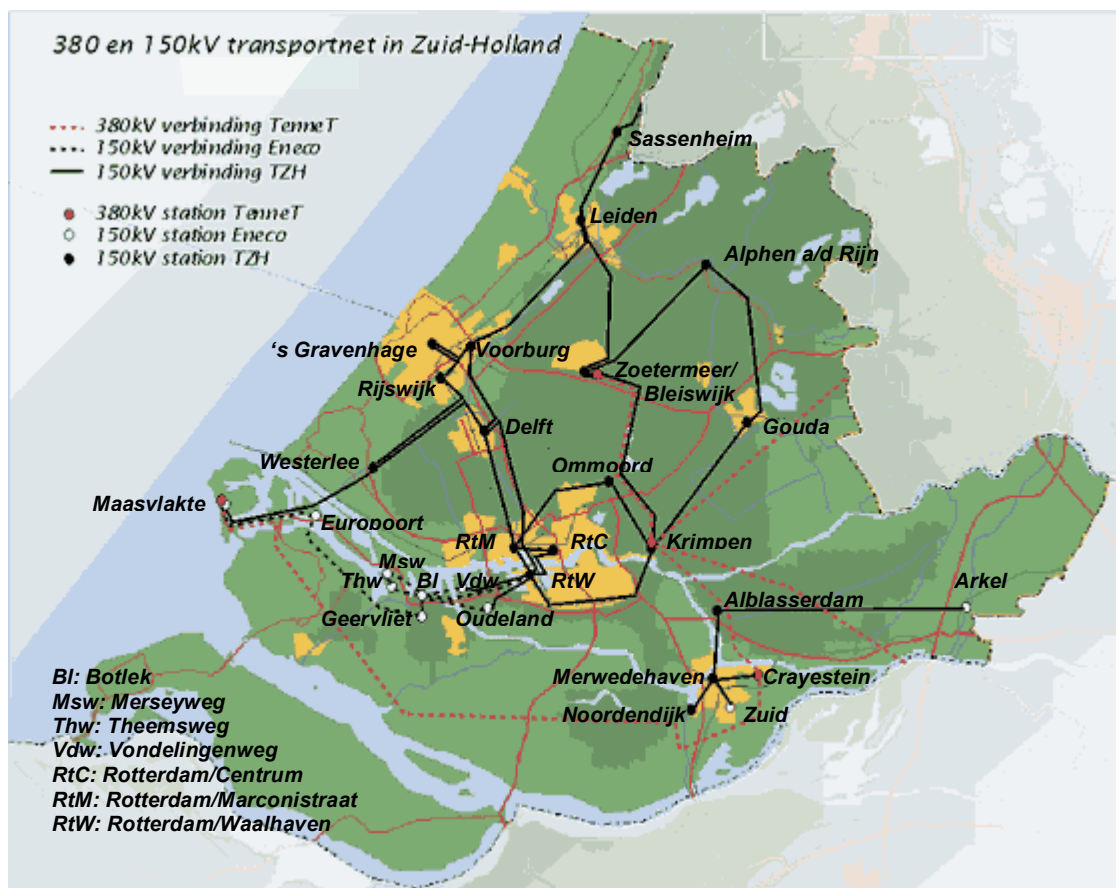 380 en 150kV transportnet in Zuid-Holland
380kV verbinding TenneT
150kV verbinding Eneco
150kV verbinding TZH
380kV station TenneT
150kV station Eneco
150kV station TZH
Sassenheim
Leiden
Alphen a/d Rijn
's Gravenhage
Voorburg
Rijswijk
Zoetermeer/
Bleiswijk
Delft
Gouda
Westerlee
Ommoord
Maasvlakte
Europoort
RtM
RtC
Krimpen
Msw
Thw
Bl
Vdw
RtW
Arkel
Geervliet
Oudeland
Alblasserdam
Merwedehaven
Crayestein
Noordendijk
Zuid
Bl: Botlek
Msw: Merseyweg
Thw: Theemsweg
Vdw: Vondelingenweg
RtC: Rotterdam/Centrum
RtM: Rotterdam/Marconistraat
RtW: Rotterdam/Waalhaven